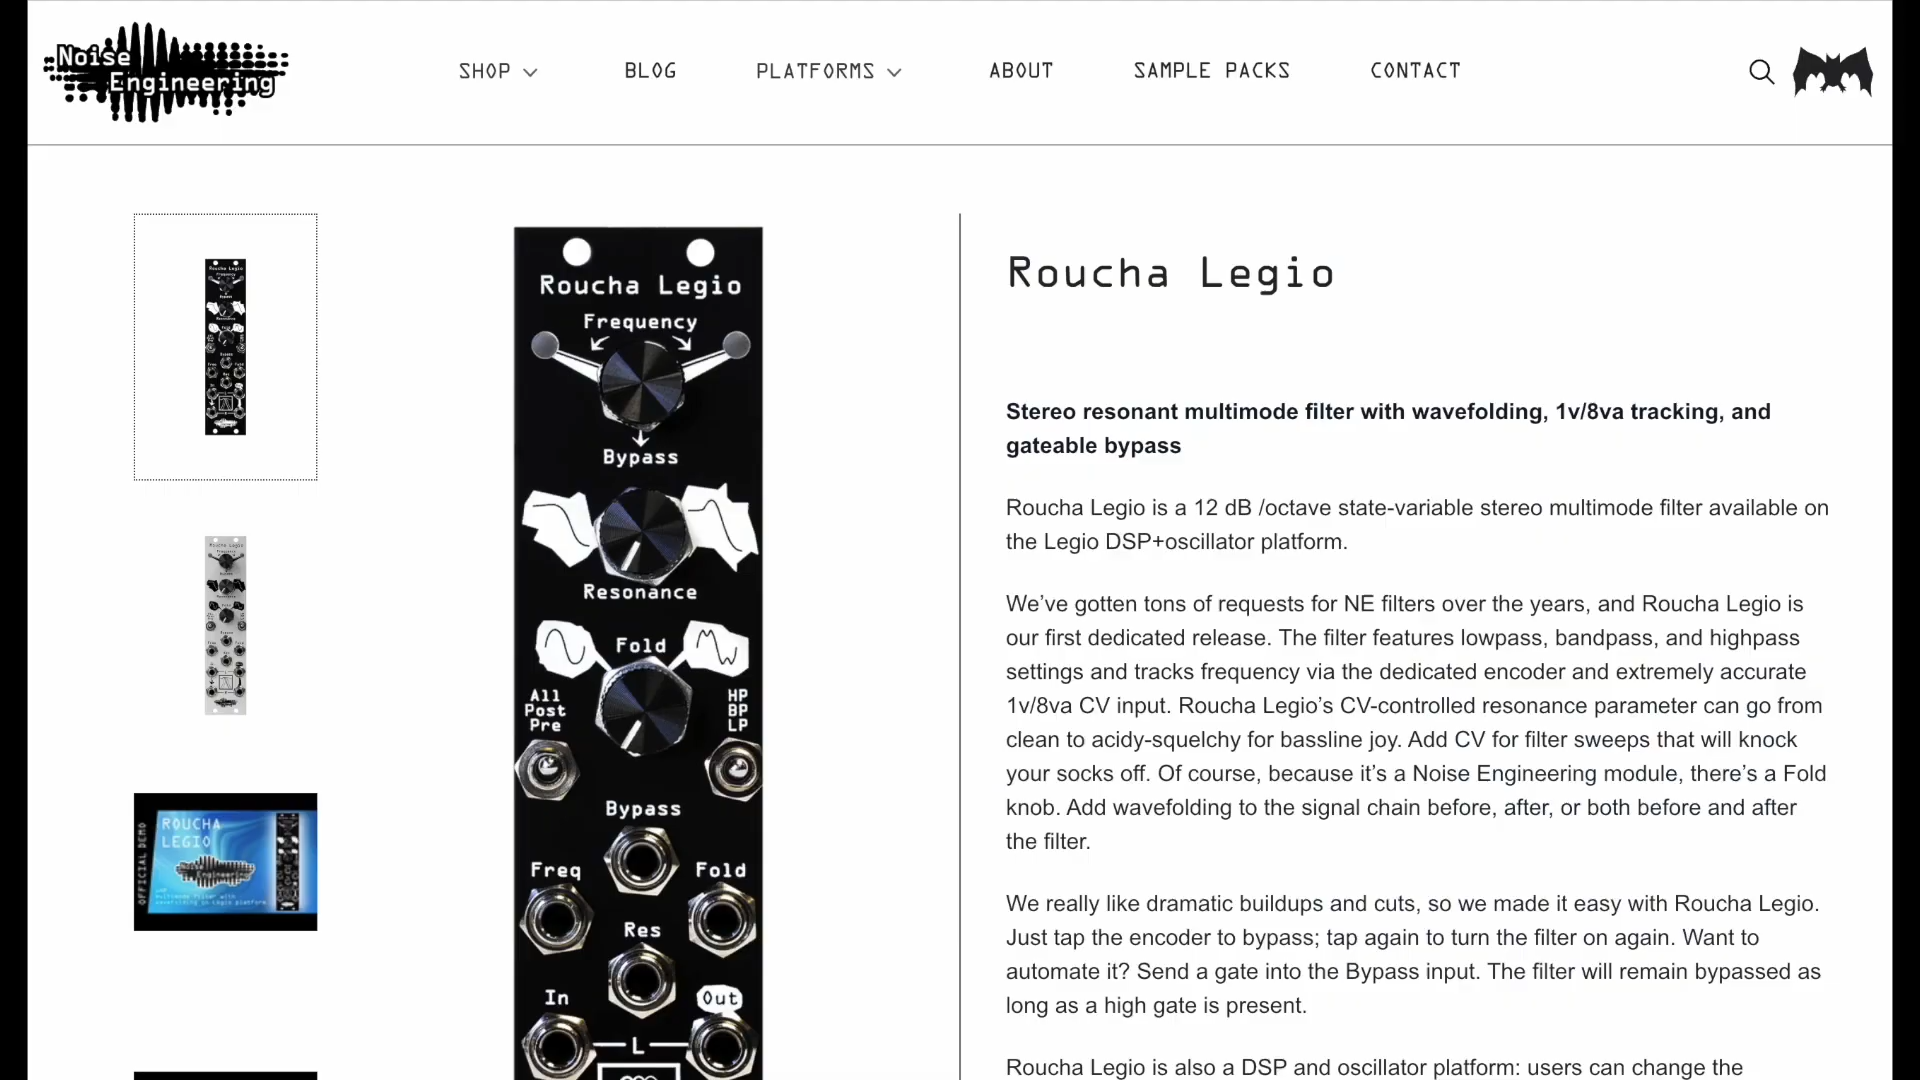 Noise
Engineering
SHOP
BLOG
PLATFORMS
ABOUT
SAMPLE PACKS
CONTACT
Roucha Legio
Frequency
Bypass
Resonance
Fold
All
Post
Pre
HP
BP
LP
Bypass
Freq
Fold
Res
In
Out
L
OFFICIAL DEMO
ROUCHA
LEGIO
Noise
Engineering
Roucha Legio
Stereo resonant multimode filter with wavefolding, 1v/8va tracking, and
gateable bypass
Roucha Legio is a 12 dB /octave state-variable stereo multimode filter available on
the Legio DSP+oscillator platform.
We’ve gotten tons of requests for NE filters over the years, and Roucha Legio is
our first dedicated release. The filter features lowpass, bandpass, and highpass
settings and tracks frequency via the dedicated encoder and extremely accurate
1v/8va CV input. Roucha Legio’s CV-controlled resonance parameter can go from
clean to acidy-squelchy for bassline joy. Add CV for filter sweeps that will knock
your socks off. Of course, because it’s a Noise Engineering module, there’s a Fold
knob. Add wavefolding to the signal chain before, after, or both before and after
the filter.
We really like dramatic buildups and cuts, so we made it easy with Roucha Legio.
Just tap the encoder to bypass; tap again to turn the filter on again. Want to
automate it? Send a gate into the Bypass input. The filter will remain bypassed as
long as a high gate is present.
Roucha Legio is also a DSP and oscillator platform: users can change the